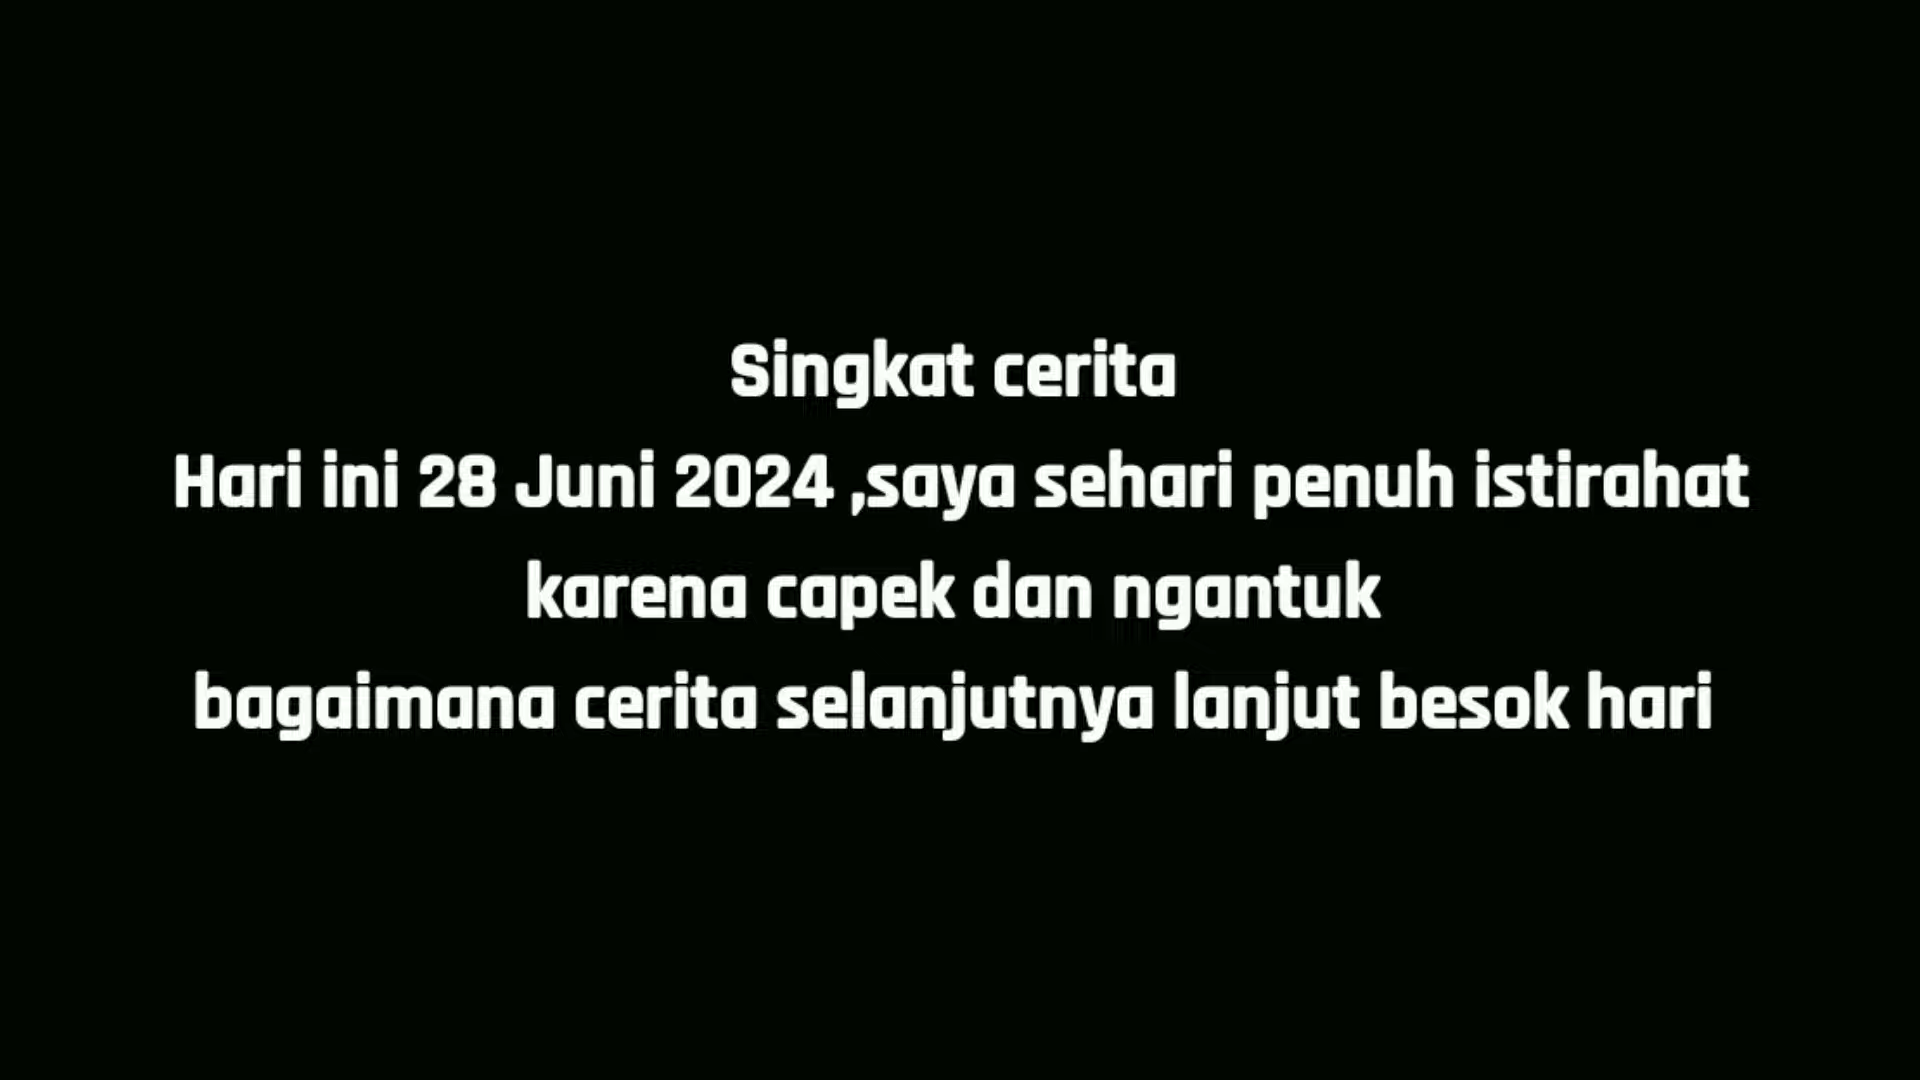 Singkat cerita
Hari ini 28 Juni 2024 ,saya sehari penuh istirahat
karena capek dan ngantuk
bagaimana cerita selanjutnya lanjut besok hari